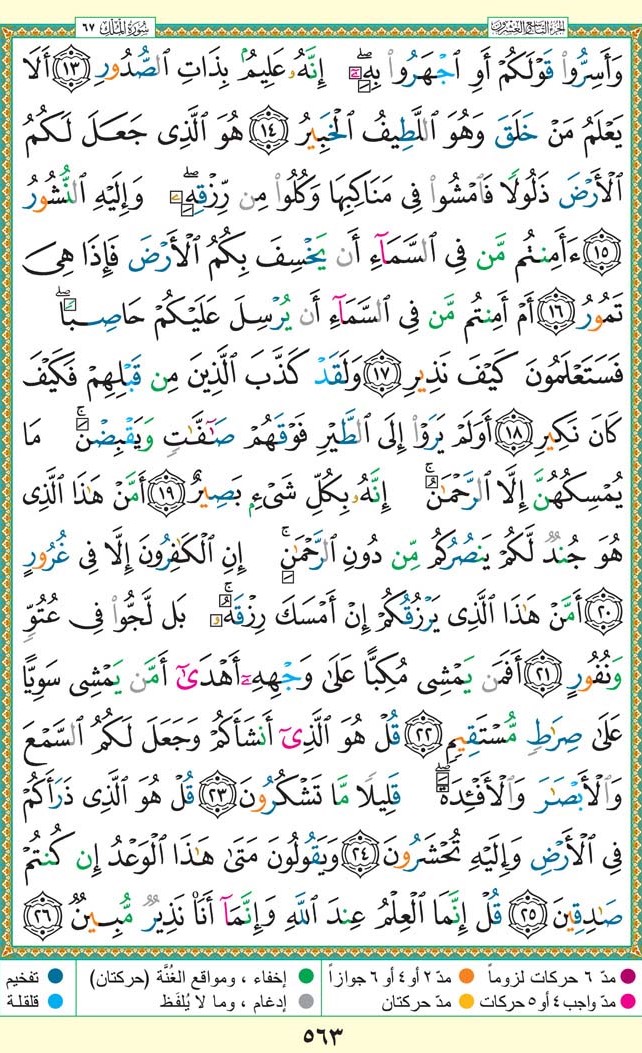 الجزء التاسع والعشرون
سُورَةُ المُلْكِ ٦٧
وَأَسِرُّوا۟ قَوْلَكُمْ أَوِ ٱجْهَرُوا۟ بِهِۦٓۖ إِنَّهُۥ عَلِيمٌۢ بِذَاتِ ٱلصُّدُورِ ١٣ أَلَا
يَعْلَمُ مَنْ خَلَقَ وَهُوَ ٱللَّطِيفُ ٱلْخَبِيرُ ١٤ هُوَ ٱلَّذِى جَعَلَ لَكُمُ
ٱلْأَرْضَ ذَلُولًا فَٱمْشُوا۟ فِى مَنَاكِبِهَا وَكُلُوا۟ مِن رِّزْقِهِۦۖ وَإِلَيْهِ ٱلنُّشُورُ
١٥ ءَأَمِنتُم مَّن فِى ٱلسَّمَآءِ أَن يَخْسِفَ بِكُمُ ٱلْأَرْضَ فَإِذَا هِىَ
تَمُورُ ١٦ أَمْ أَمِنتُم مَّن فِى ٱلسَّمَآءِ أَن يُرْسِلَ عَلَيْكُمْ حَاصِبًاۖ
فَسَتَعْلَمُونَ كَيْفَ نَذِيرِ ١٧ وَلَقَدْ كَذَّبَ ٱلَّذِينَ مِن قَبْلِهِمْ فَكَيْفَ
كَانَ نَكِيرِ ١٨ أَوَلَمْ يَرَوْا۟ إِلَى ٱلطَّيْرِ فَوْقَهُمْ صَٰٓفَّٰتٍ وَيَقْبِضْنَۚ مَا
يُمْسِكُهُنَّ إِلَّا ٱلرَّحْمَٰنُۚ إِنَّهُۥ بِكُلِّ شَىْءٍۭ بَصِيرٌ ١٩ أَمَّنْ هَٰذَا ٱلَّذِى
هُوَ جُندٌ لَّكُمْ يَنصُرُكُم مِّن دُونِ ٱلرَّحْمَٰنِۚ إِنِ ٱلْكَٰفِرُونَ إِلَّا فِى غُرُورٍ
٢٠ أَمَّنْ هَٰذَا ٱلَّذِى يَرْزُقُكُمْ إِنْ أَمْسَكَ رِزْقَهُۥۚ بَل لَّجُّوا۟ فِى عُتُوٍّ
وَنُفُورٍ ٢١ أَفَمَن يَمْشِى مُكِبًّا عَلَىٰ وَجْهِهِۦٓ أَهْدَىٰٓ أَمَّن يَمْشِى سَوِيًّا
عَلَىٰ صِرَٰطٍ مُّسْتَقِيمٍ ٢٢ قُلْ هُوَ ٱلَّذِىٓ أَنشَأَكُمْ وَجَعَلَ لَكُمُ ٱلسَّمْعَ
وَٱلْأَبْصَٰرَ وَٱلْأَفْـِٔدَةَۖ قَلِيلًا مَّا تَشْكُرُونَ ٢٣ قُلْ هُوَ ٱلَّذِى ذَرَأَكُمْ
فِى ٱلْأَرْضِ وَإِلَيْهِ تُحْشَرُونَ ٢٤ وَيَقُولُونَ مَتَىٰ هَٰذَا ٱلْوَعْدُ إِن كُنتُمْ
صَٰدِقِينَ ٢٥ قُلْ إِنَّمَا ٱلْعِلْمُ عِندَ ٱللَّهِ وَإِنَّمَآ أَنَا۠ نَذِيرٌ مُّبِينٌ ٢٦
مدّ ٦ حركات لزوماً مدّ ٢ أو ٤ أو ٦ جوازاً إخفاء ، ومواقع الغُنَّة (حركتان) تفخيم
مدّ واجب ٤ أو ٥ حركات مدّ حركتان إدغام ، وما لا يُلفَظ قلقلة
٥٦٣